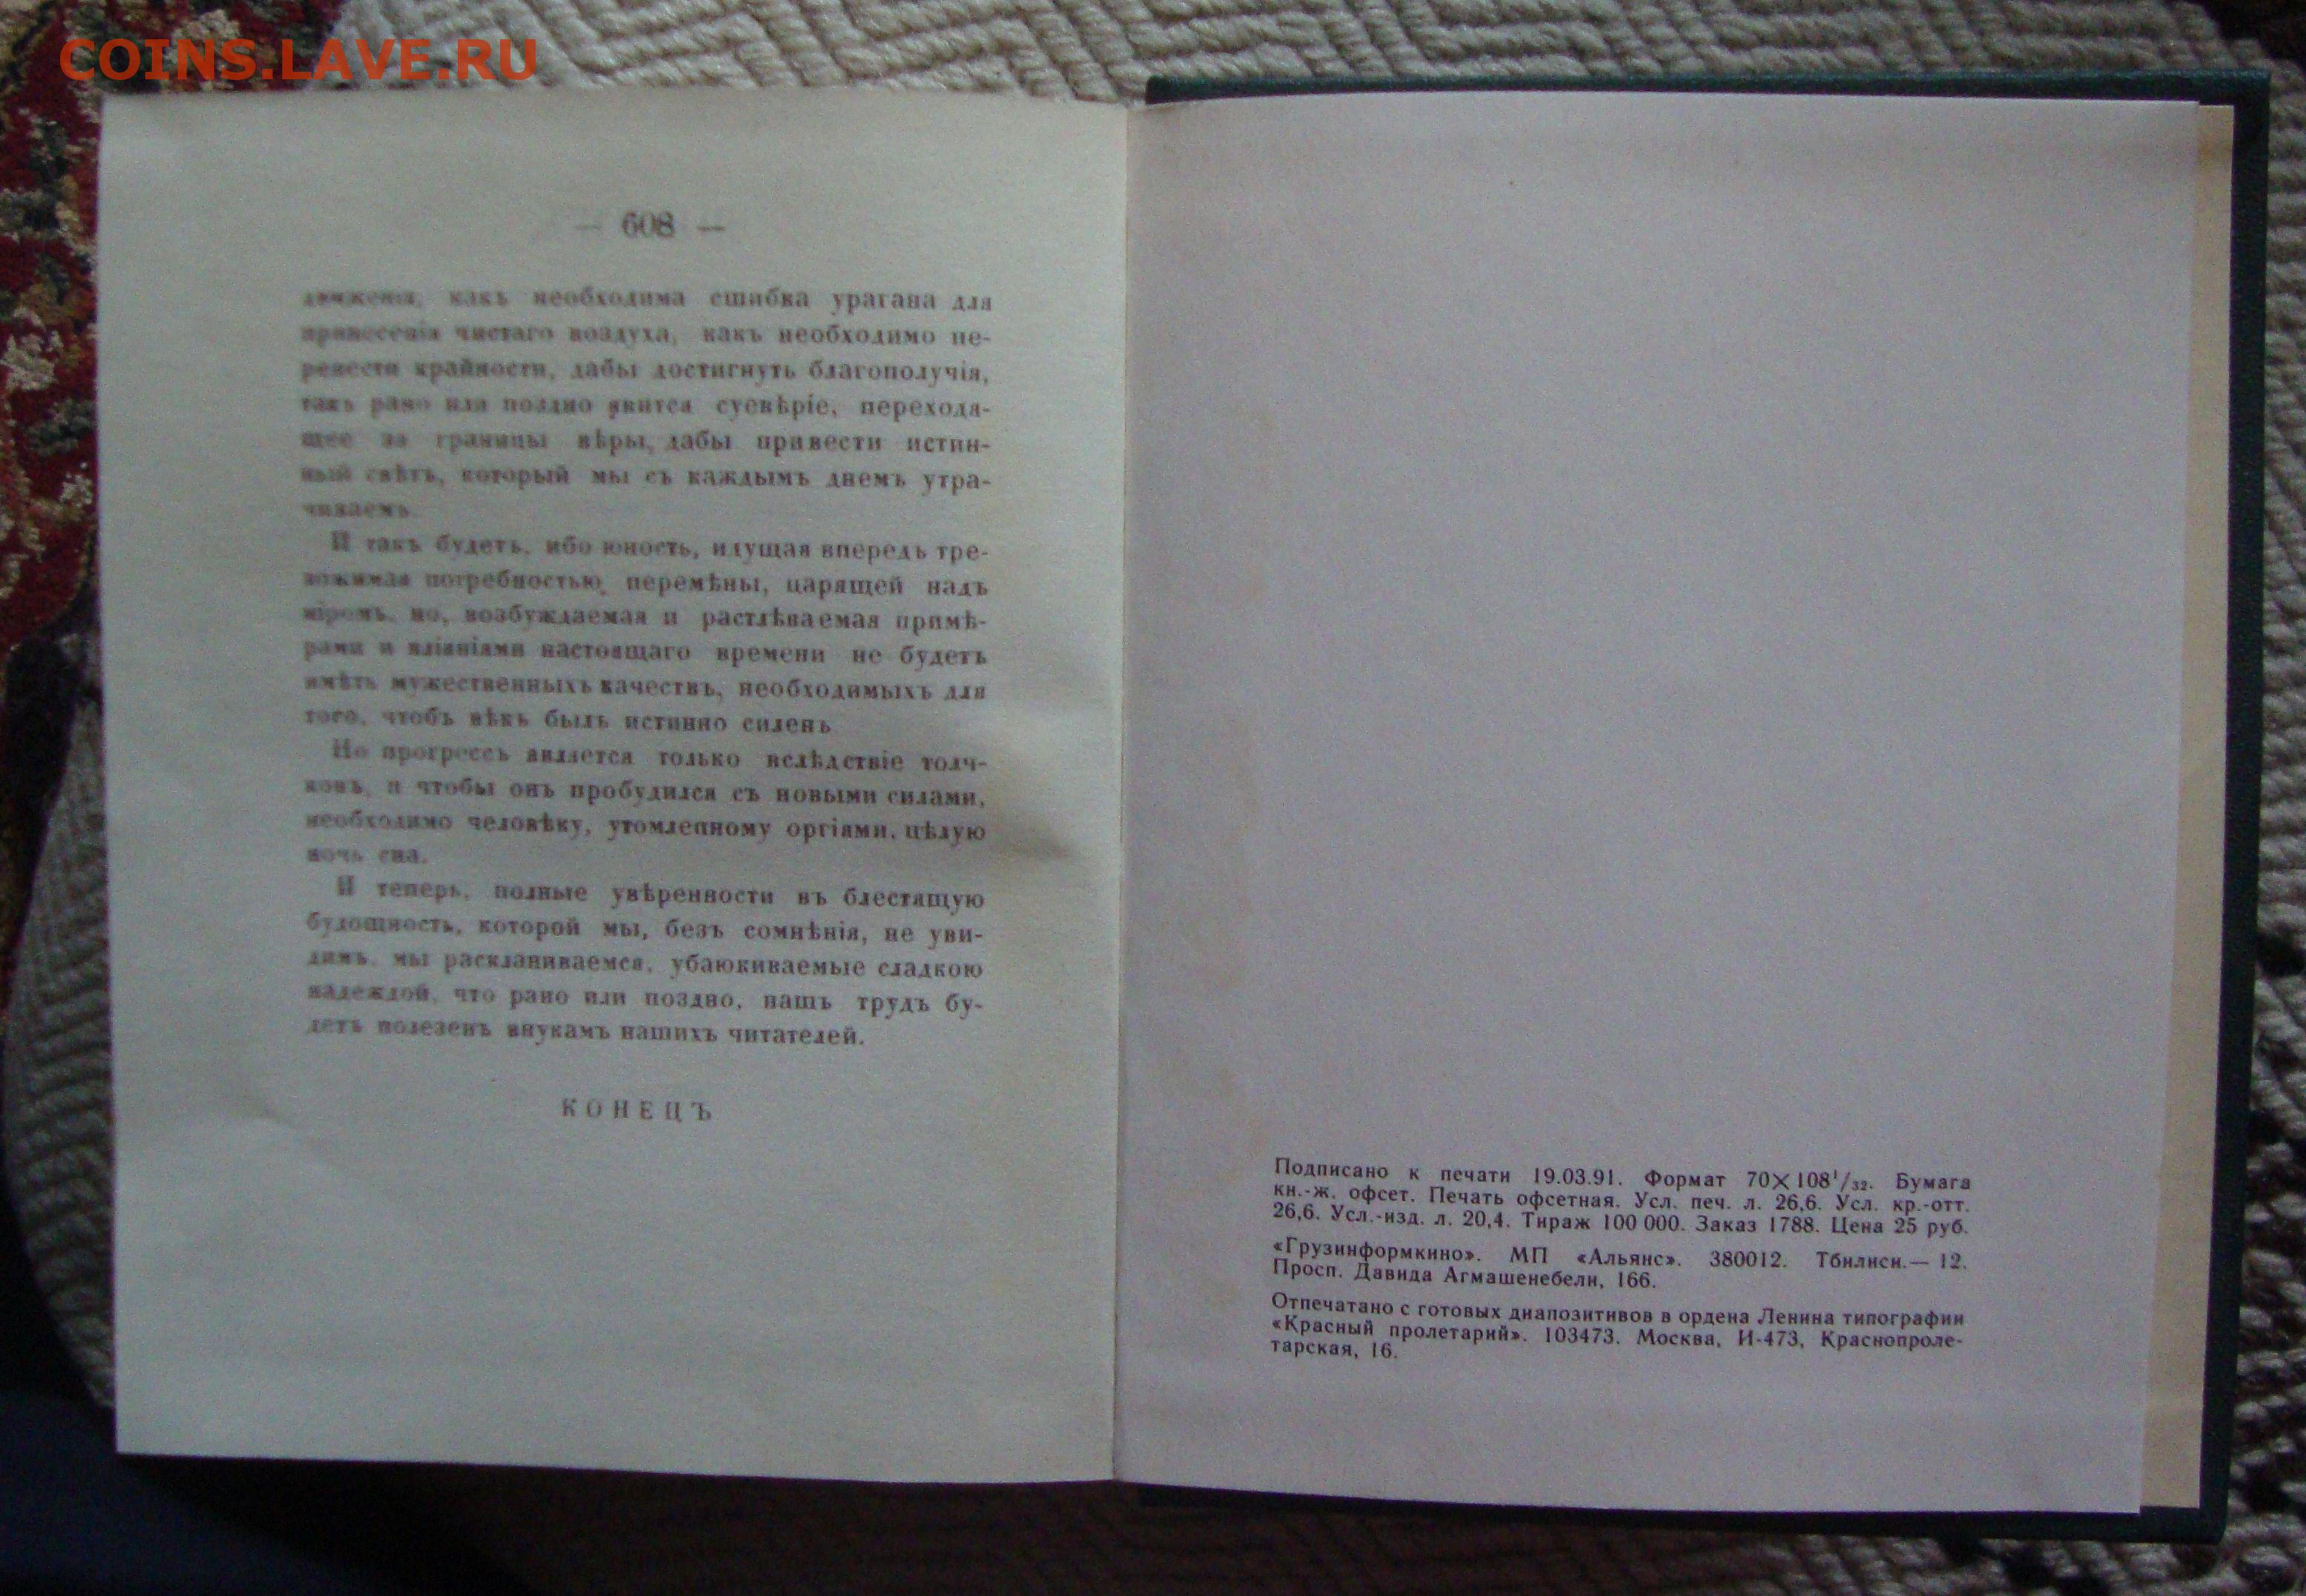 COINS.LAVE.RU
— 608 —
движенія, какъ необходима сшибка урагана для
принесенія чистаго воздуха, какъ необходимо пе-
ренести крайности, дабы достигнуть благополучія,
такъ рано или поздно явится суевѣріе, переходя-
щее за границы вѣры, дабы привести истин-
ный свѣтъ, который мы съ каждымъ днемъ утра-
чиваемъ.
И такъ будетъ, ибо юность, идущая впередъ тре-
вожимая потребностью перемѣны, царящей надъ
міромъ, но, возбуждаемая и растлѣваемая примѣ-
рами и вліяніями настоящаго времени не будетъ
имѣть мужественныхъ качествъ, необходимыхъ для
того, чтобъ вѣкъ былъ истинно силенъ
Но прогрессъ является только вслѣдствіе толч-
ковъ, и чтобы онъ пробудился съ новыми силами,
необходимо человѣку, утомленному оргіями, цѣлую
ночь сна.
И теперь, полные увѣренности въ блестящую
будощность, которой мы, безъ сомнѣнія, не уви-
димъ, мы раскланиваемся, убаюкиваемые сладкою
надеждой, что рано или поздно, нашъ трудъ бу-
детъ полезенъ внукамъ нашихъ читателей.
КОНЕЦЪ
Подписано к печати 19.03.91. Формат 70×108¹/₃₂. Бумага
кн.-ж. офсет. Печать офсетная. Усл. печ. л. 26,6. Усл. кр.-отт.
26,6. Усл.-изд. л. 20,4. Тираж 100 000. Заказ 1788. Цена 25 руб.
«Грузинформкино». МП «Альянс». 380012. Тбилиси.— 12.
Просп. Давида Агмашенебели, 166.
Отпечатано с готовых диапозитивов в ордена Ленина типографии
«Красный пролетарий». 103473. Москва, И-473, Краснопроле-
тарская, 16.